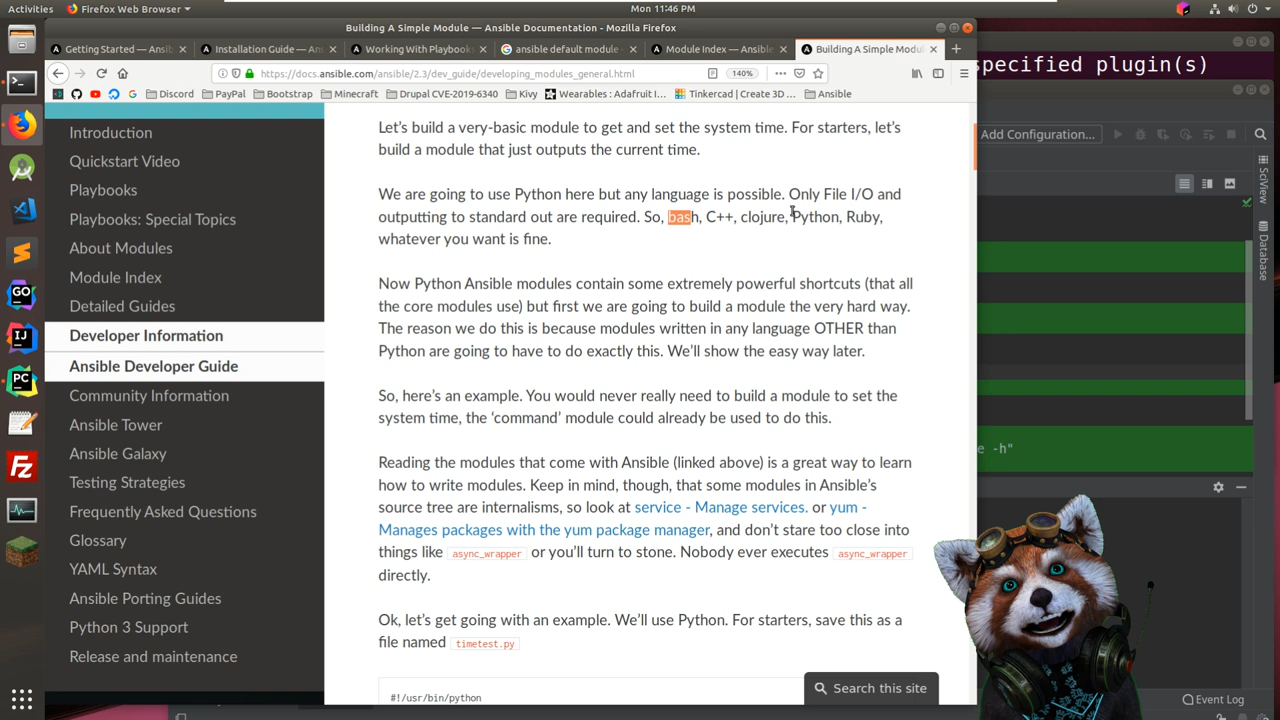 Activities
Firefox Web Browser
Mon 11:46 PM
Building A Simple Module — Ansible Documentation - Mozilla Firefox
Getting Started — Ansib
Installation Guide — Ans
Working With Playbook
ansible default module -
Module Index — Ansible
Building A Simple Modu
https://docs.ansible.com/ansible/2.3/dev_guide/developing_modules_general.html
140%
Discord
PayPal
Bootstrap
Minecraft
Drupal CVE-2019-6340
Kivy
Wearables : Adafruit I…
Tinkercad | Create 3D …
Ansible
specified plugin(s)
Add Configuration...
SciView
Database
e -h"
Event Log
Introduction
Quickstart Video
Playbooks
Playbooks: Special Topics
About Modules
Module Index
Detailed Guides
Developer Information
Ansible Developer Guide
Community Information
Ansible Tower
Ansible Galaxy
Testing Strategies
Frequently Asked Questions
Glossary
YAML Syntax
Ansible Porting Guides
Python 3 Support
Release and maintenance
Let's build a very-basic module to get and set the system time. For starters, let's
build a module that just outputs the current time.
We are going to use Python here but any language is possible. Only File I/O and
outputting to standard out are required. So, bash, C++, clojure, Python, Ruby,
whatever you want is fine.
Now Python Ansible modules contain some extremely powerful shortcuts (that all
the core modules use) but first we are going to build a module the very hard way.
The reason we do this is because modules written in any language OTHER than
Python are going to have to do exactly this. We'll show the easy way later.
So, here's an example. You would never really need to build a module to set the
system time, the 'command' module could already be used to do this.
Reading the modules that come with Ansible (linked above) is a great way to learn
how to write modules. Keep in mind, though, that some modules in Ansible's
source tree are internalisms, so look at service - Manage services. or yum -
Manages packages with the yum package manager, and don't stare too close into
things like async_wrapper or you'll turn to stone. Nobody ever executes async_wrapper
directly.
Ok, let's get going with an example. We'll use Python. For starters, save this as a
file named timetest.py
#!/usr/bin/python
Search this site
GO
IJ
PC
FZ